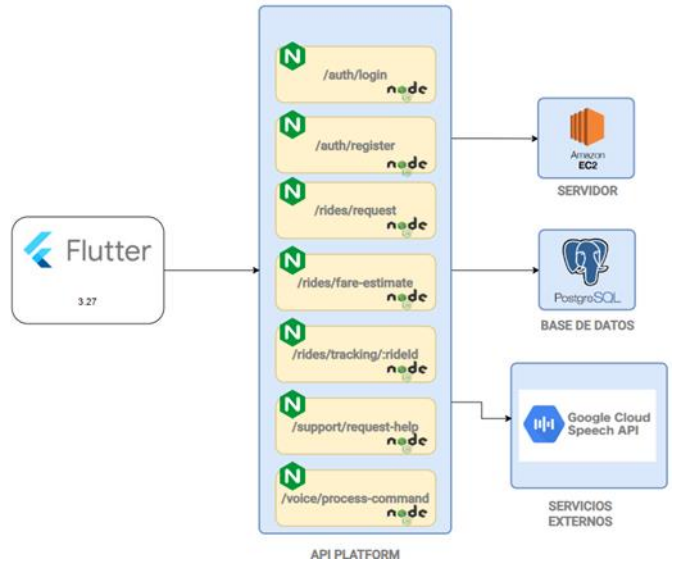 /auth/login
node
/auth/register
node
/rides/request
node
/rides/fare-estimate
node
/rides/tracking/:rideId
node
/support/request-help
node
/voice/process-command
node
API PLATFORM
Flutter
3.27
Amazon
EC2
SERVIDOR
PostgreSQL
BASE DE DATOS
Google Cloud
Speech API
SERVICIOS
EXTERNOS